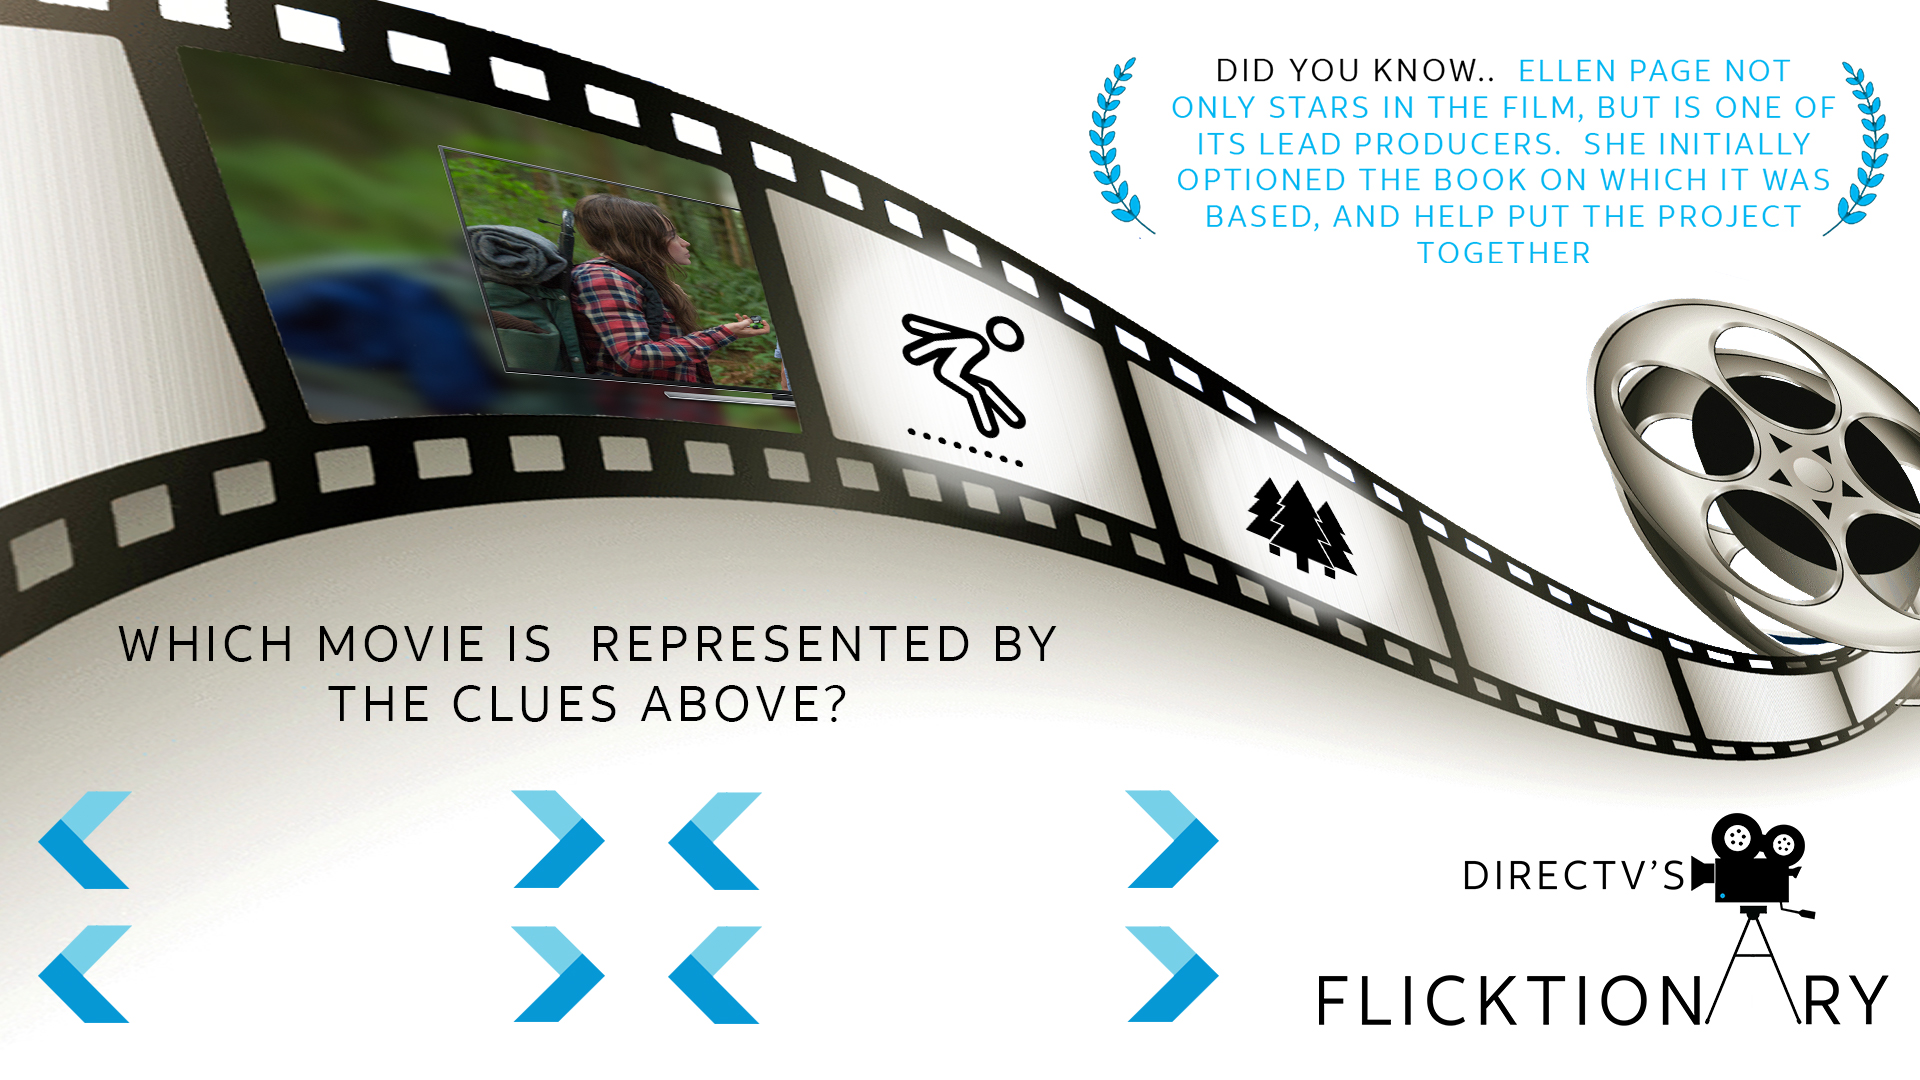 DID YOU KNOW.. ELLEN PAGE NOT
ONLY STARS IN THE FILM, BUT IS ONE OF
ITS LEAD PRODUCERS. SHE INITIALLY
OPTIONED THE BOOK ON WHICH IT WAS
BASED, AND HELP PUT THE PROJECT
TOGETHER
WHICH MOVIE IS REPRESENTED BY
THE CLUES ABOVE?
DIRECTV'S
FLICKTIONARY